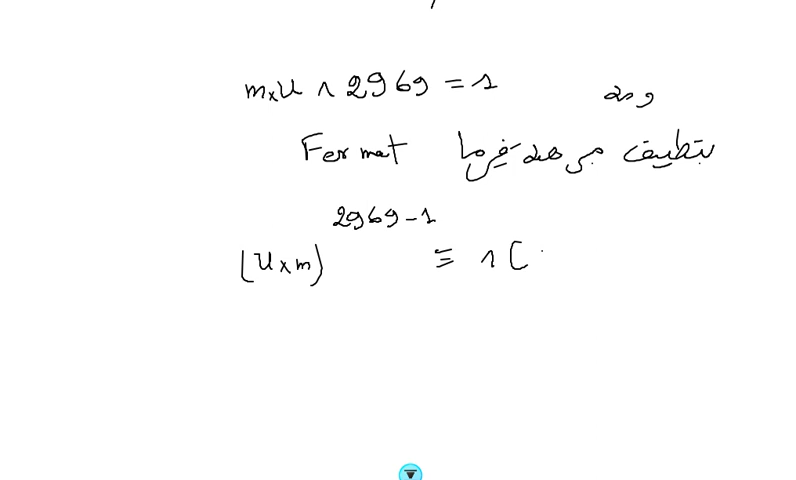 ومنه m×u ∧ 2969 = 1
بتطبيق مبرهنة فيرما Fermat
(u×m)^{2969-1} ≡ 1 [